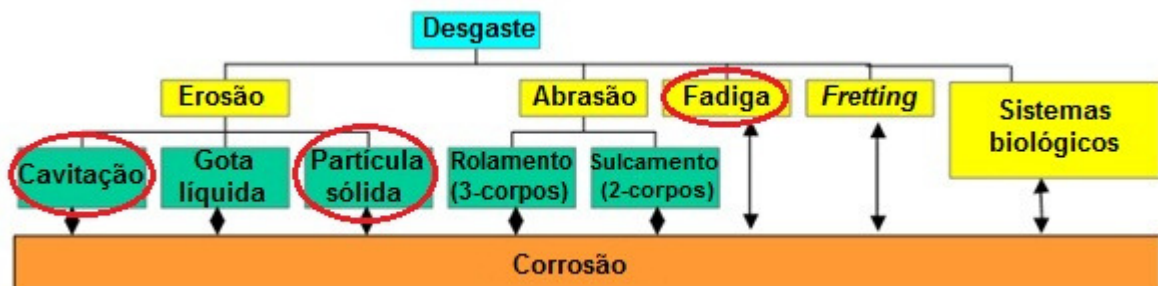 Desgaste
Erosão
Abrasão
Fadiga
Fretting
Sistemas
biológicos
Cavitação
Gota
líquida
Partícula
sólida
Rolamento
(3-corpos)
Sulcamento
(2-corpos)
Corrosão